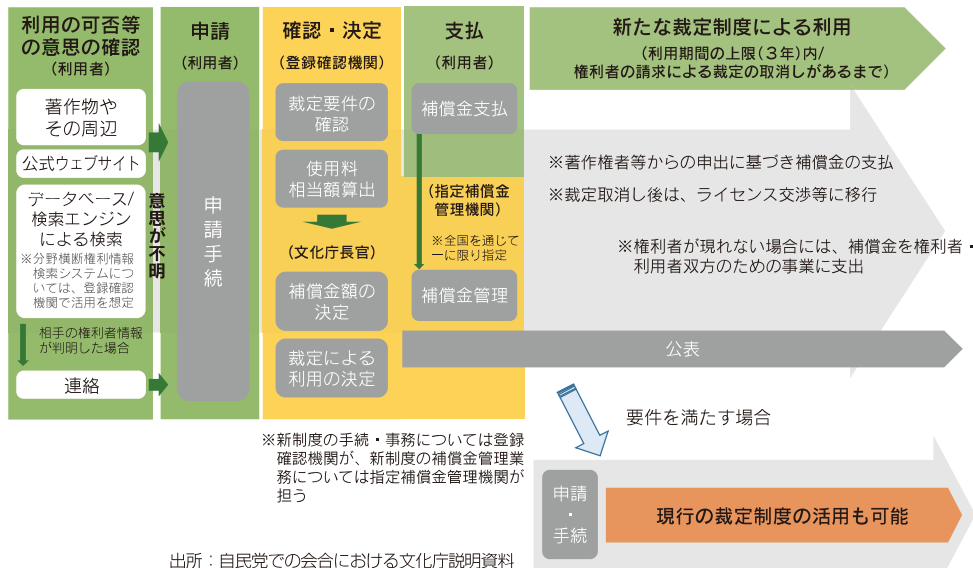 利用の可否等
の意思の確認
(利用者)
著作物や
その周辺
公式ウェブサイト
データベース/
検索エンジン
による検索
※分野横断権利情報
検索システムにつ
いては、登録確認
機関で活用を想定
相手の権利者情報
が判明した場合
連絡
意思が不明
申請
(利用者)
申請手続
確認・決定
(登録確認機関)
裁定要件の
確認
使用料
相当額算出
(文化庁長官)
補償金額の
決定
裁定による
利用の決定
支払
(利用者)
補償金支払
(指定補償金
管理機関)
※全国を通じて
一に限り指定
補償金管理
新たな裁定制度による利用
(利用期間の上限(3年)内/
権利者の請求による裁定の取消しがあるまで)
※著作権者等からの申出に基づき補償金の支払
※裁定取消し後は、ライセンス交渉等に移行
※権利者が現れない場合には、補償金を権利者・
利用者双方のための事業に支出
公表
要件を満たす場合
※新制度の手続・事務については登録
確認機関が、新制度の補償金管理業
務については指定補償金管理機関が
担う
申請
・
手続
現行の裁定制度の活用も可能
出所：自民党での会合における文化庁説明資料